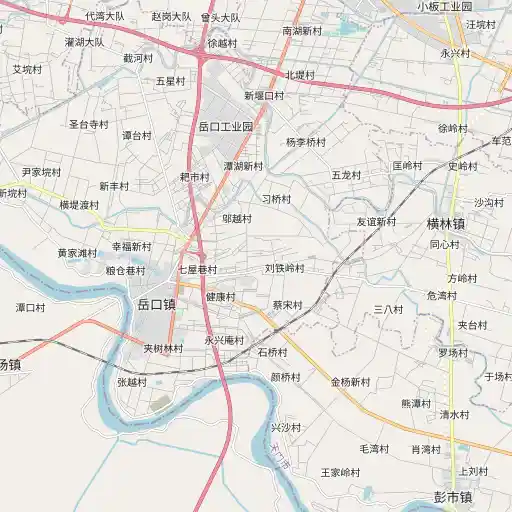 小板工业园
代湾大队
赵岗大队
曾头大队
汪垸村
南湖新村
灌湖大队
徐越村
永兴村
截河村
艾垸村
北堤村
五星村
新堰口村
圣台寺村
岳口工业园
徐岭村
谭台村
杨李桥村
车范
潭湖新村
匡岭村
史岭村
尹家垸村
耙市村
五龙村
新丰村
新垸村
习桥村
沙沟村
横堤渡村
邬越村
友谊新村
横林镇
幸福新村
同心村
黄家滩村
粮仓巷村
七屋巷村
刘铁岭村
方岭村
健康村
危湾村
潭口村
岳口镇
蔡宋村
三八村
夹台村
永兴庵村
夹树林村
石桥村
罗场村
场镇
张越村
颜桥村
金杨新村
于场村
熊潭村
清水村
兴沙村
天门市
毛湾村
肖湾村
王家岭村
上刘村
彭市镇